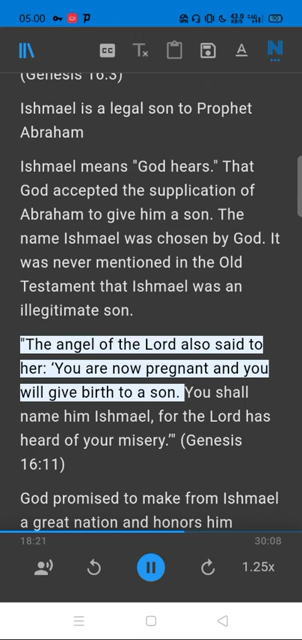 05.00
(Genesis 16:3)
Ishmael is a legal son to Prophet
Abraham
Ishmael means "God hears." That
God accepted the supplication of
Abraham to give him a son. The
name Ishmael was chosen by God. It
was never mentioned in the Old
Testament that Ishmael was an
illegitimate son.
"The angel of the Lord also said to
her: ‘You are now pregnant and you
will give birth to a son. You shall
name him Ishmael, for the Lord has
heard of your misery.’" (Genesis
16:11)
God promised to make from Ishmael
a great nation and honors him
18:21
30:08
1.25x